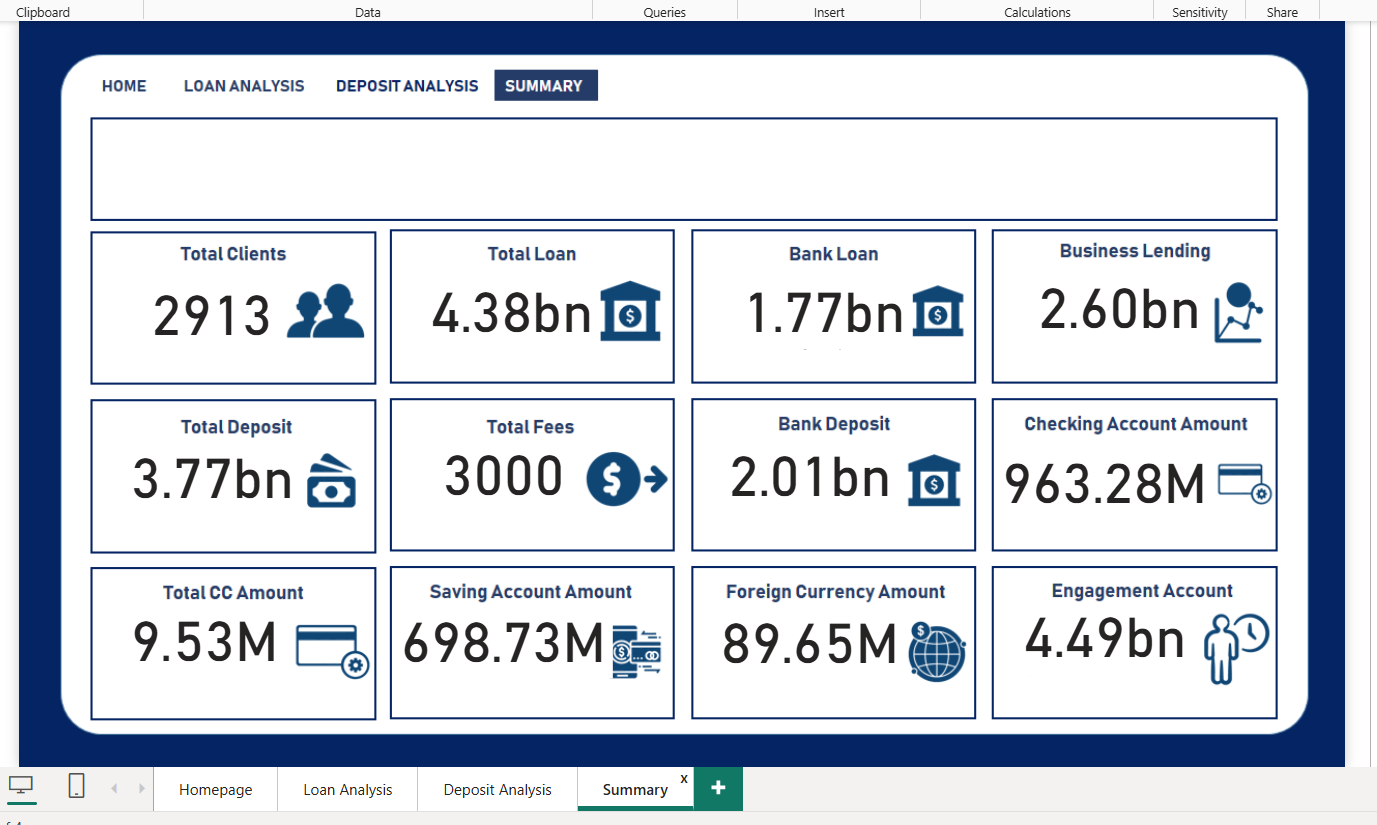 Clipboard Data Queries Insert Calculations Sensitivity Share
HOME LOAN ANALYSIS DEPOSIT ANALYSIS SUMMARY
Total Clients
2913
Total Loan
4.38bn
Bank Loan
1.77bn
Business Lending
2.60bn
Total Deposit
3.77bn
Total Fees
3000
Bank Deposit
2.01bn
Checking Account Amount
963.28M
Total CC Amount
9.53M
Saving Account Amount
698.73M
Foreign Currency Amount
89.65M
Engagement Account
4.49bn
Homepage Loan Analysis Deposit Analysis Summary x +